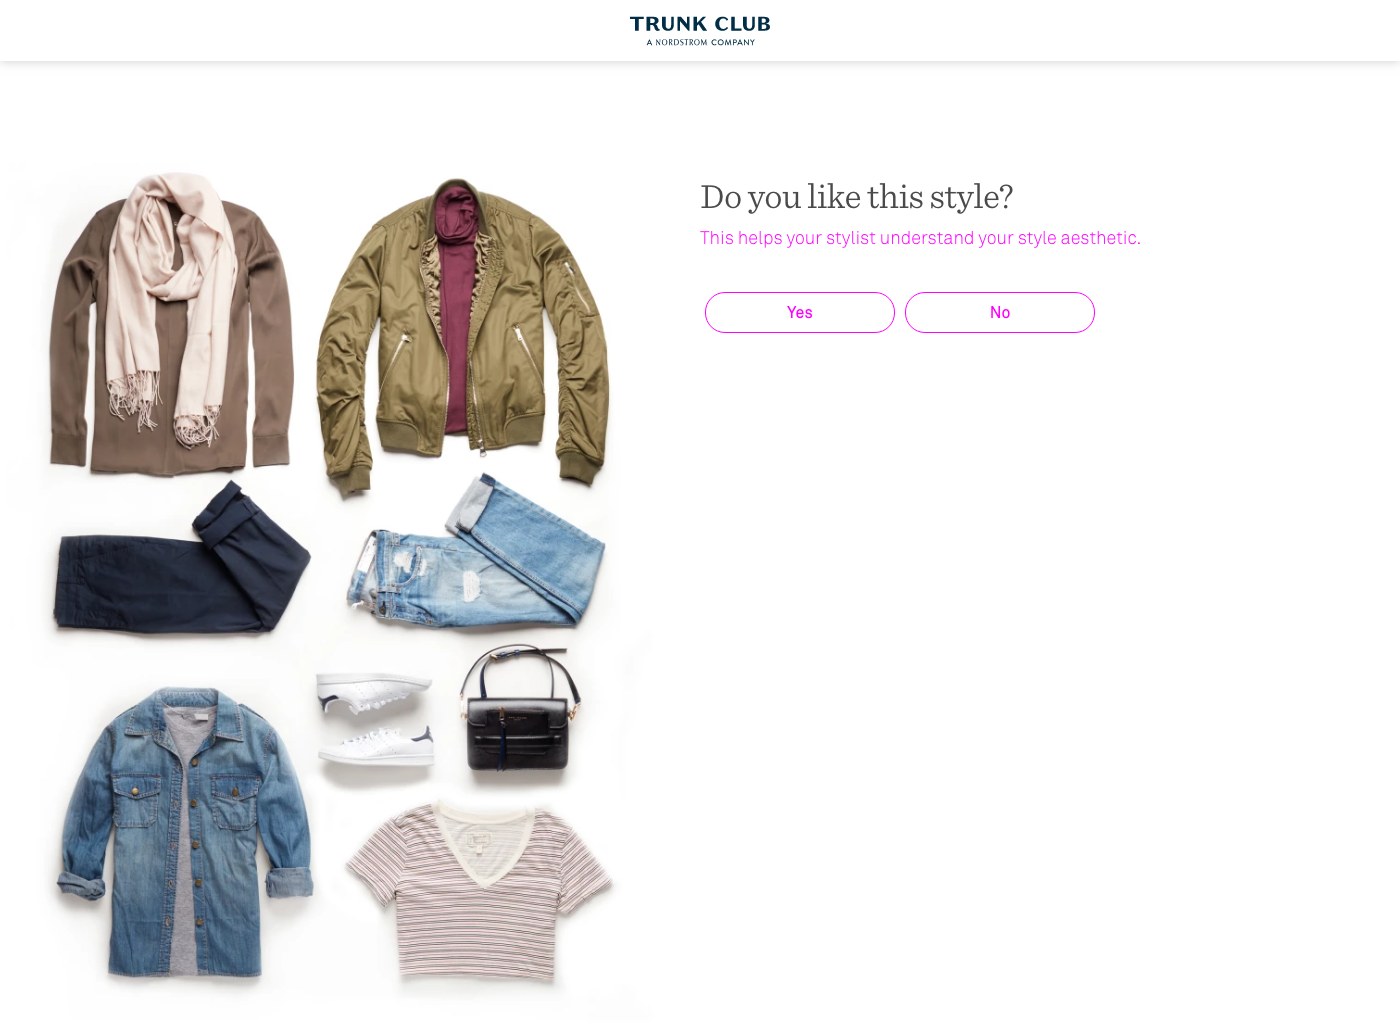 TRUNK CLUB
A NORDSTROM COMPANY
Do you like this style?
This helps your stylist understand your style aesthetic.
Yes
No